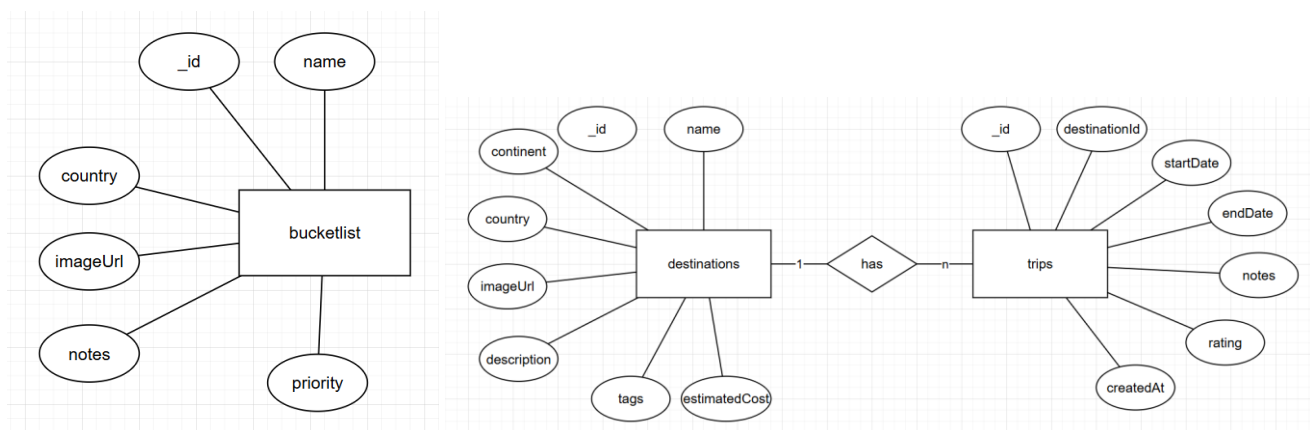 _id
name
country
imageUrl
notes
priority
bucketlist
_id
name
continent
country
imageUrl
description
tags
estimatedCost
destinations
1
has
n
trips
_id
destinationId
startDate
endDate
notes
rating
createdAt